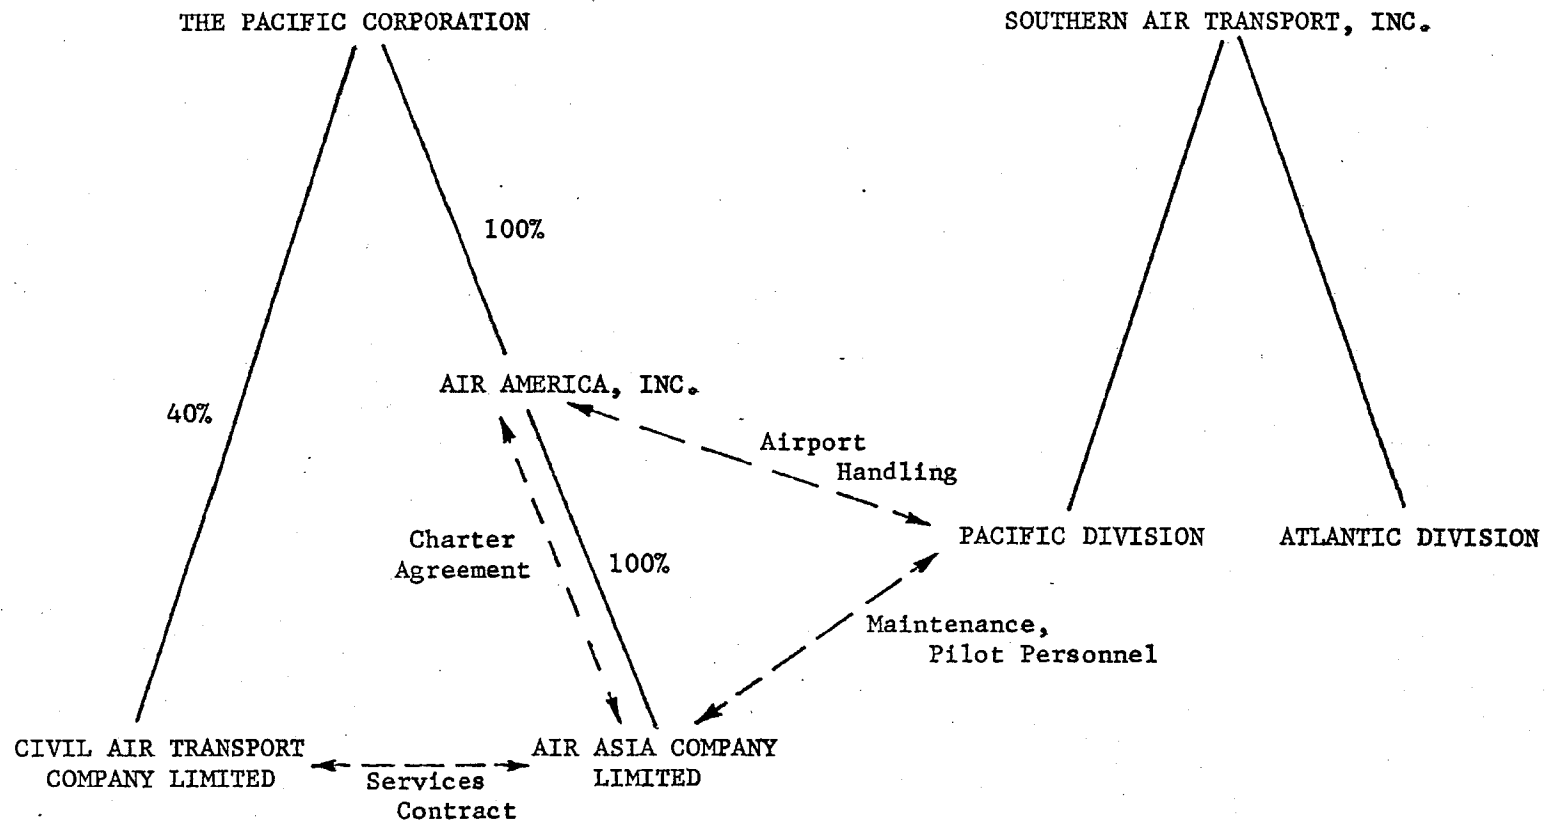 THE PACIFIC CORPORATION
SOUTHERN AIR TRANSPORT, INC.
100%
AIR AMERICA, INC.
40%
Airport
Handling
Charter
Agreement
100%
PACIFIC DIVISION
ATLANTIC DIVISION
Maintenance,
Pilot Personnel
CIVIL AIR TRANSPORT
COMPANY LIMITED
Services
Contract
AIR ASIA COMPANY
LIMITED